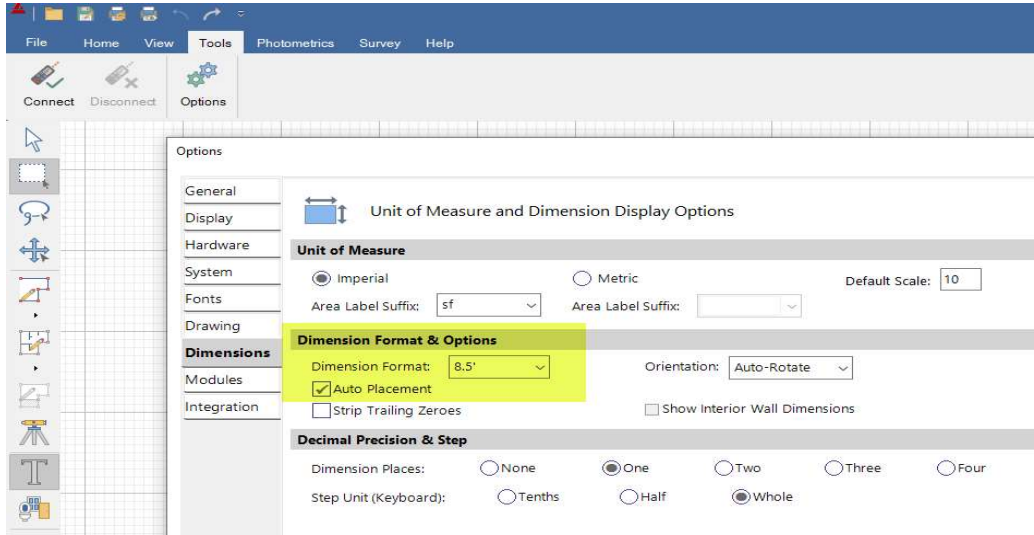 File Home View Tools Photometrics Survey Help
Connect Disconnect Options
Options
General
Display
Hardware
System
Fonts
Drawing
Dimensions
Modules
Integration
Unit of Measure and Dimension Display Options
Unit of Measure
Imperial Metric Default Scale: 10
Area Label Suffix: sf Area Label Suffix:
Dimension Format & Options
Dimension Format: 8.5' Orientation: Auto-Rotate
Auto Placement
Strip Trailing Zeroes Show Interior Wall Dimensions
Decimal Precision & Step
Dimension Places: None One Two Three Four
Step Unit (Keyboard): Tenths Half Whole